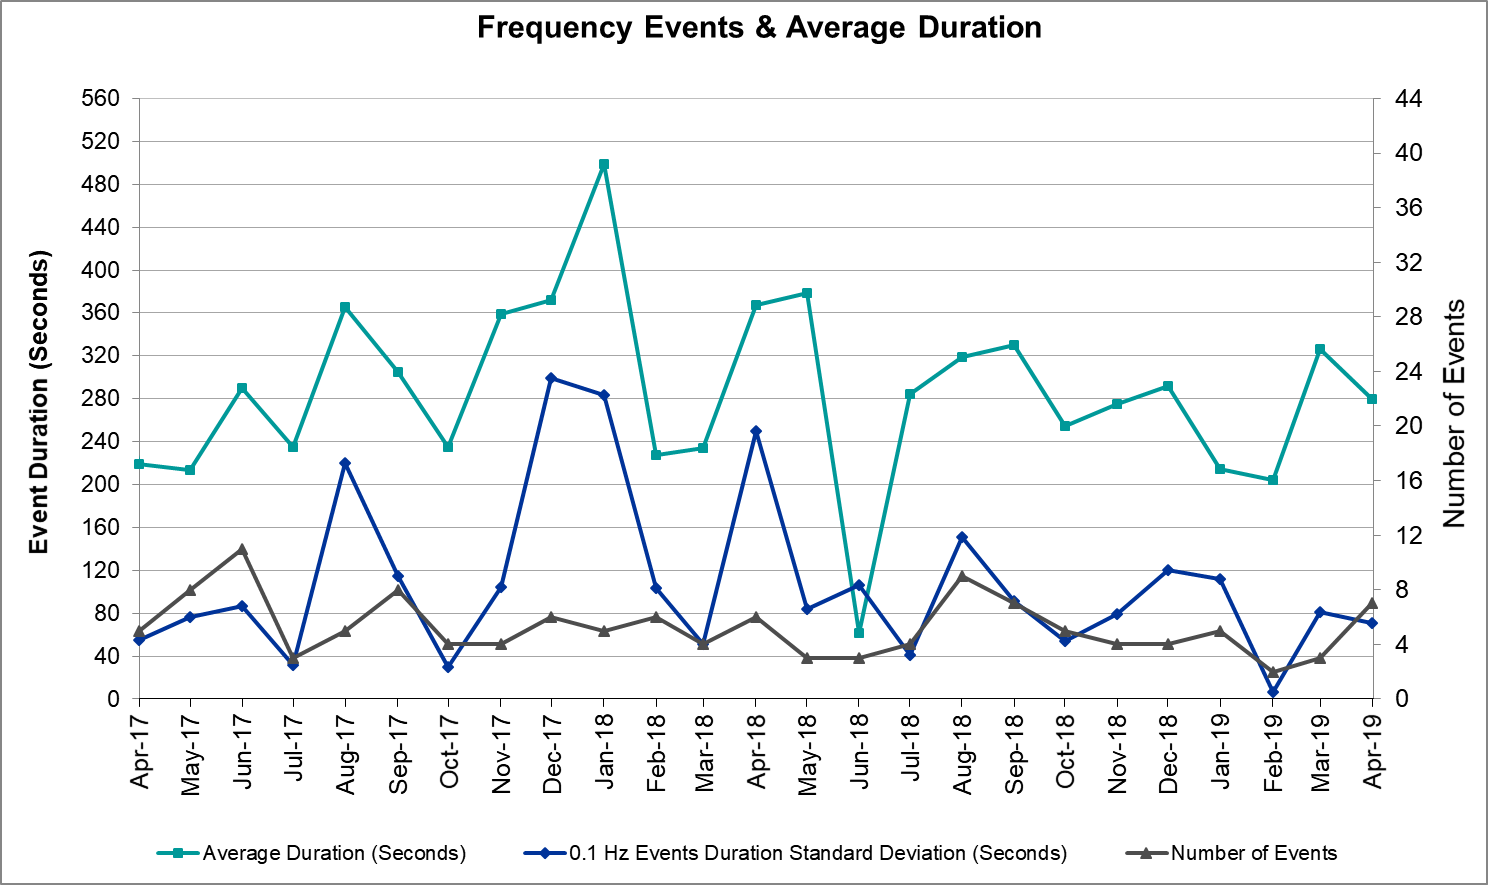 Frequency Events & Average Duration
Event Duration (Seconds)
560
520
480
440
400
360
320
280
240
200
160
120
80
40
0
44
40
36
32
28
24
20
16
12
8
4
0
Number of Events
Apr-17
May-17
Jun-17
Jul-17
Aug-17
Sep-17
Oct-17
Nov-17
Dec-17
Jan-18
Feb-18
Mar-18
Apr-18
May-18
Jun-18
Jul-18
Aug-18
Sep-18
Oct-18
Nov-18
Dec-18
Jan-19
Feb-19
Mar-19
Apr-19
Average Duration (Seconds)
0.1 Hz Events Duration Standard Deviation (Seconds)
Number of Events